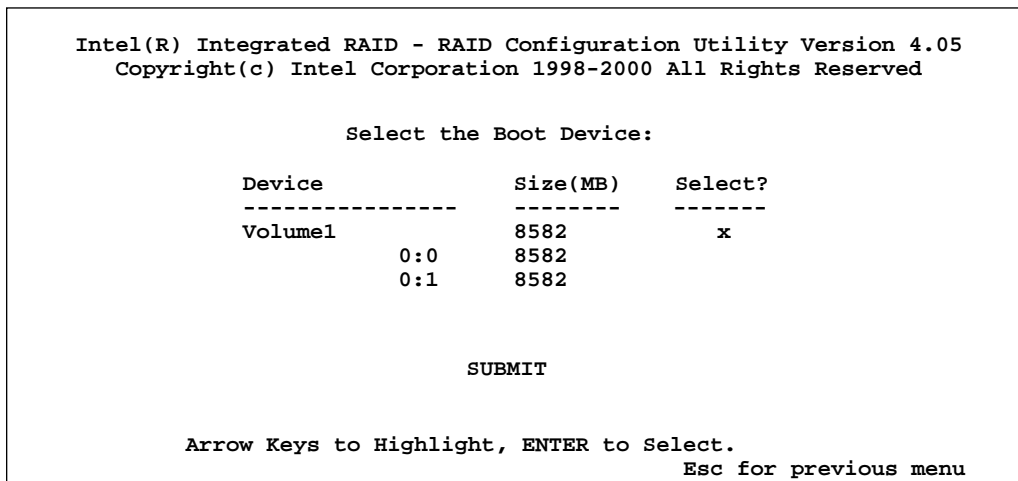 Intel(R) Integrated RAID - RAID Configuration Utility Version 4.05
Copyright(c) Intel Corporation 1998-2000 All Rights Reserved
Select the Boot Device:
Device Size(MB) Select?
---------------- -------- -------
Volume1 8582 x
0:0 8582
0:1 8582
SUBMIT
Arrow Keys to Highlight, ENTER to Select.
Esc for previous menu